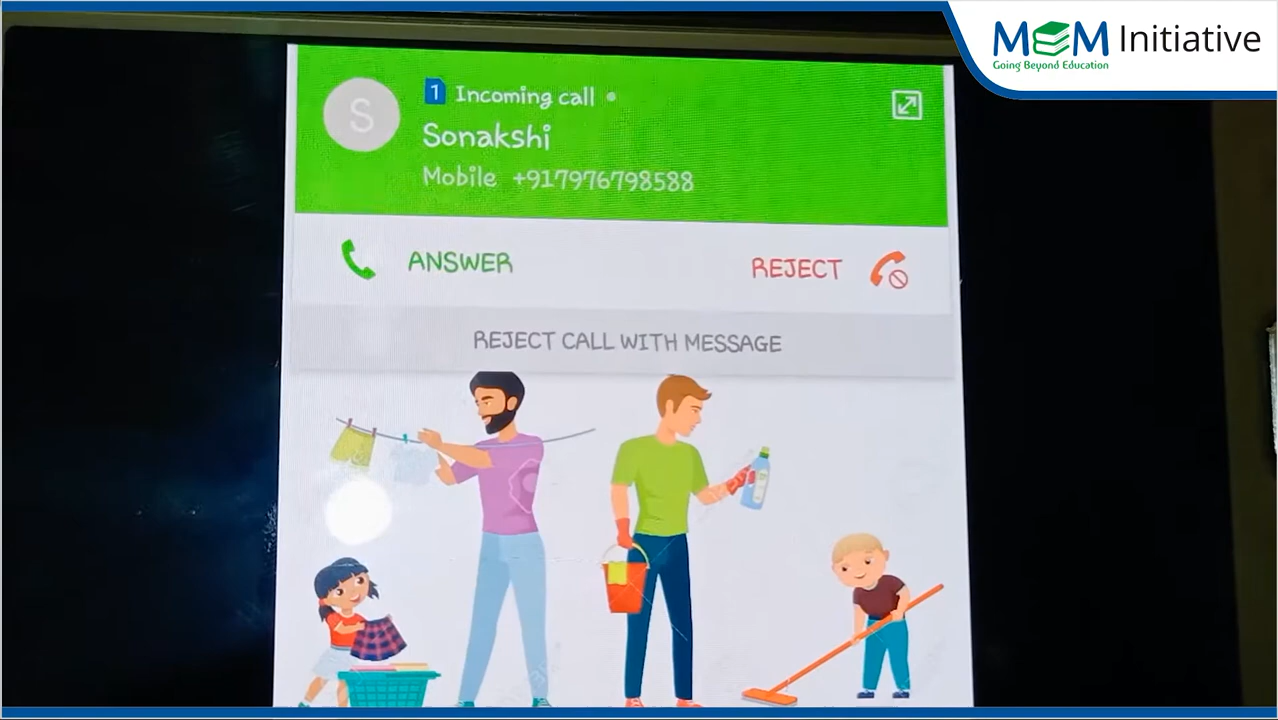 MEM Initiative
Going Beyond Education
S
1 Incoming call
Sonakshi
Mobile +917976798588
ANSWER
REJECT
REJECT CALL WITH MESSAGE